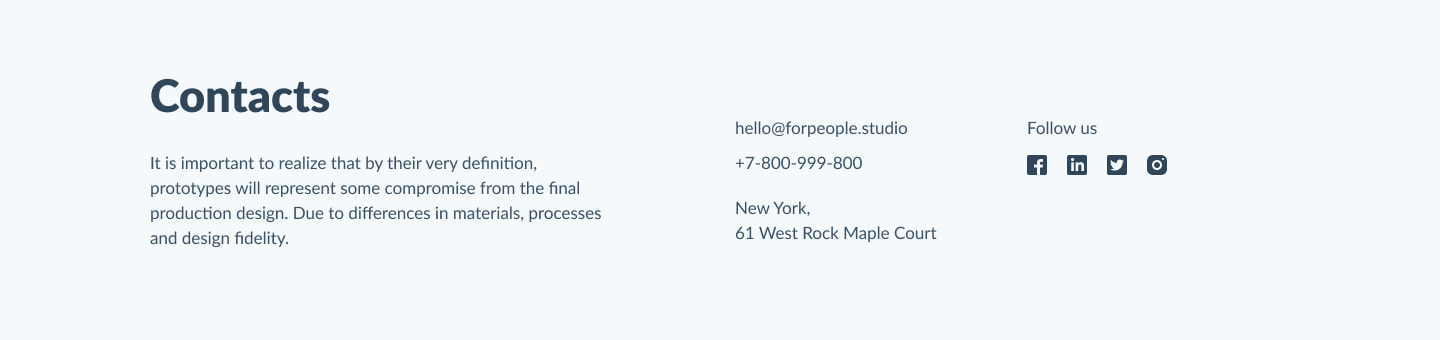 Contacts
It is important to realize that by their very definition,
prototypes will represent some compromise from the final
production design. Due to differences in materials, processes
and design fidelity.
hello@forpeople.studio
+7-800-999-800
New York,
61 West Rock Maple Court
Follow us